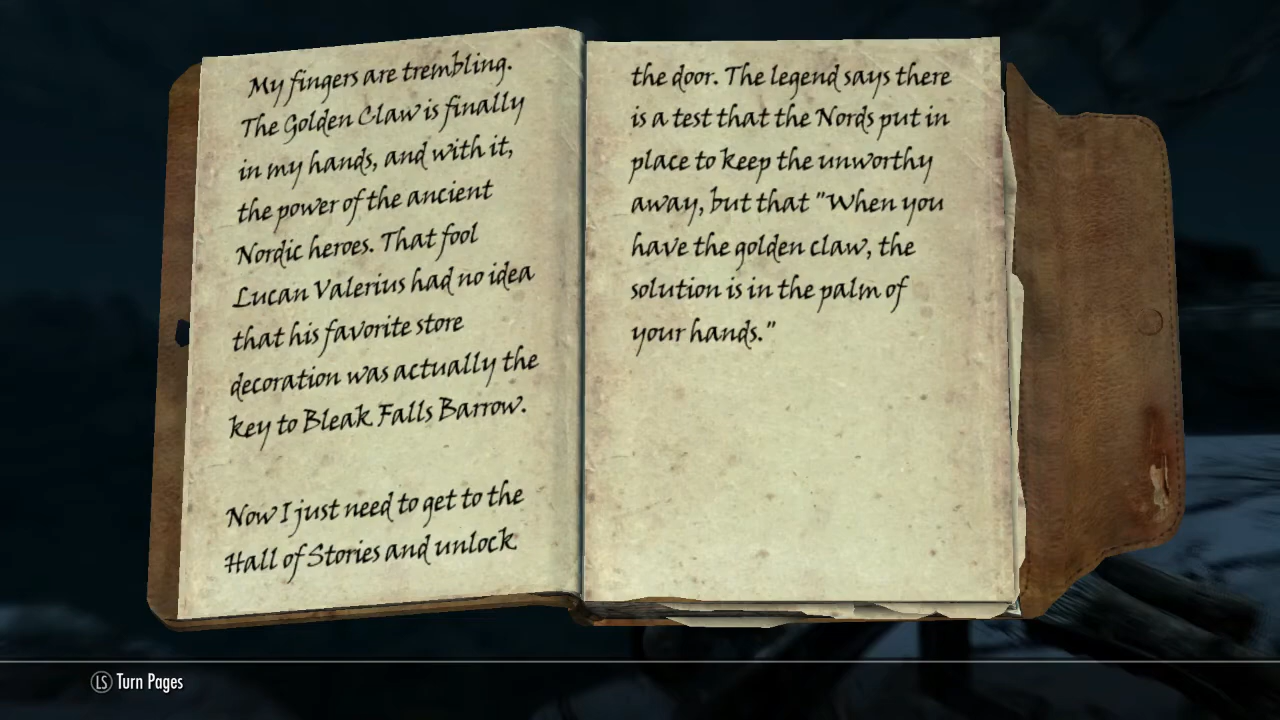 My fingers are trembling.
The Golden Claw is finally
in my hands, and with it,
the power of the ancient
Nordic heroes. That fool
Lucan Valerius had no idea
that his favorite store
decoration was actually the
key to Bleak Falls Barrow.
Now I just need to get to the
Hall of Stories and unlock
the door. The legend says there
is a test that the Nords put in
place to keep the unworthy
away, but that "When you
have the golden claw, the
solution is in the palm of
your hands."
LS Turn Pages